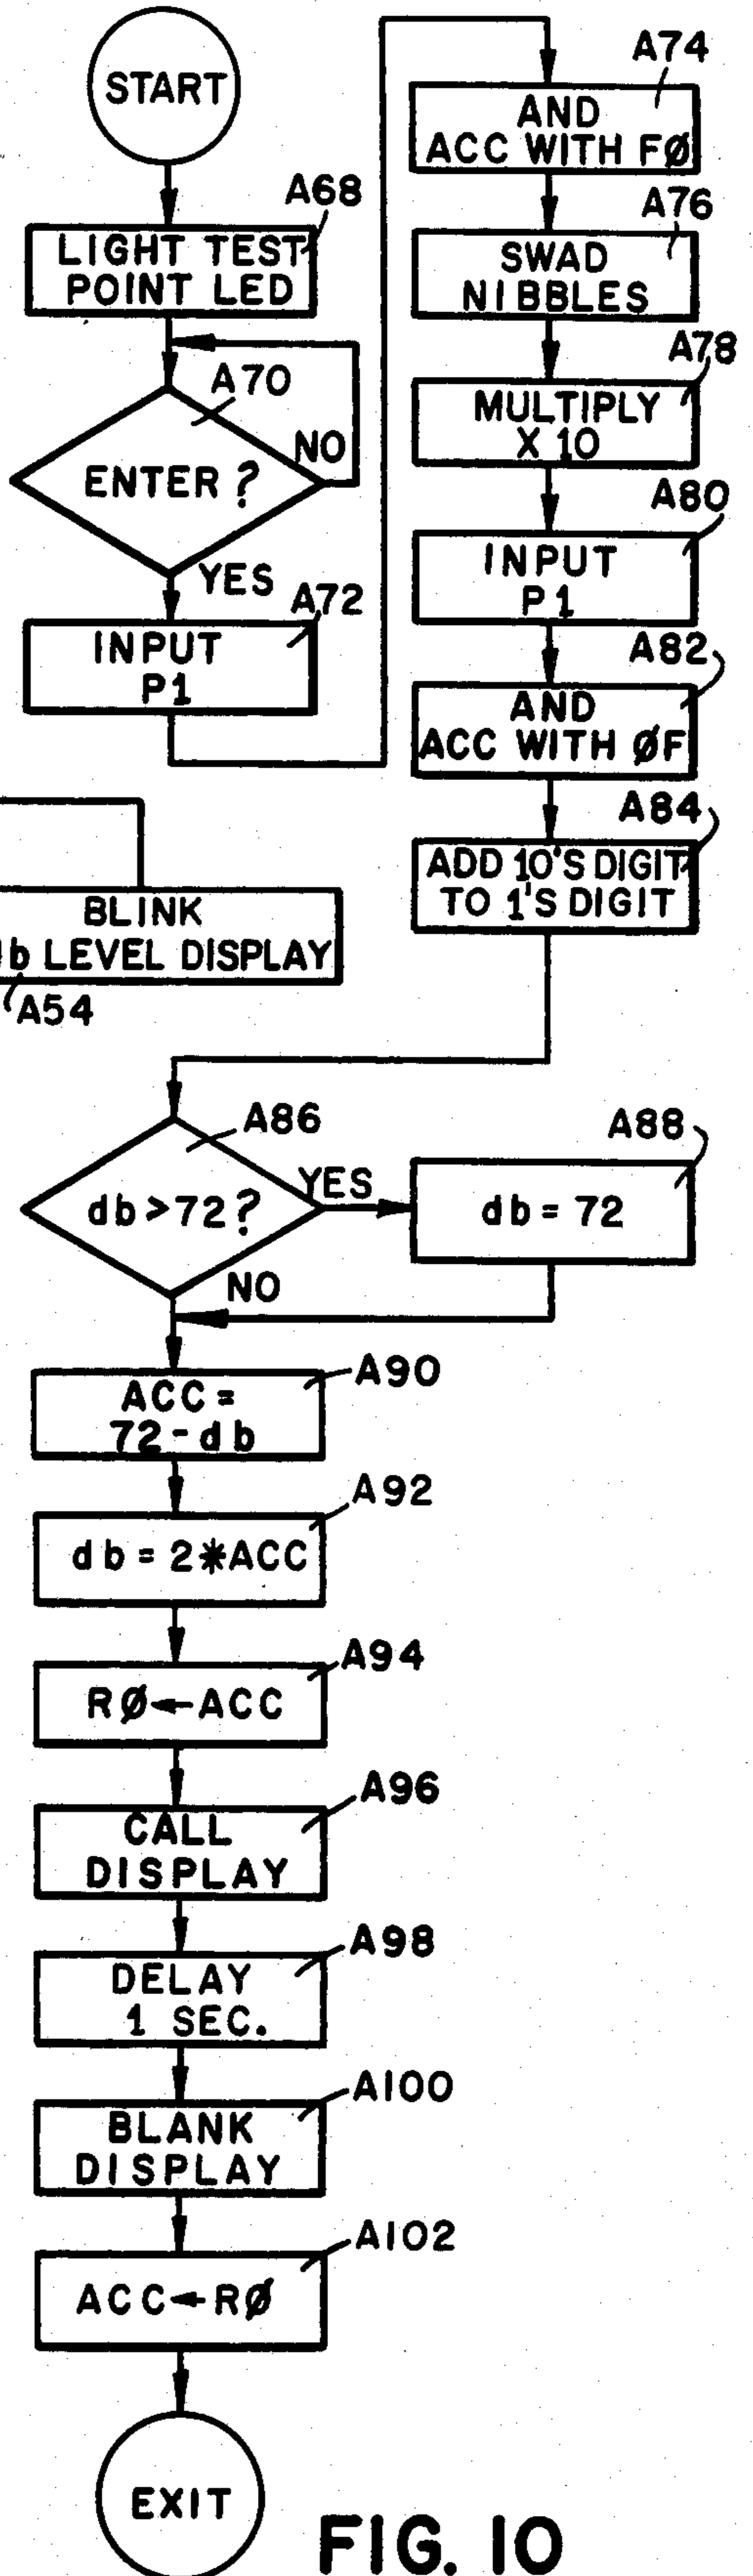 START
A68
LIGHT TEST
POINT LED
A70
ENTER?
NO
YES
A72
INPUT
P1
A74
AND
ACC WITH FØ
A76
SWAD
NIBBLES
A78
MULTIPLY
X 10
A80
INPUT
P1
A82
AND
ACC WITH ØF
A84
ADD 10'S DIGIT
TO 1'S DIGIT
BLINK
b LEVEL DISPLAY
A54
A86
db>72?
YES
NO
A88
db = 72
A90
ACC =
72-db
A92
db = 2*ACC
A94
RØ←ACC
A96
CALL
DISPLAY
A98
DELAY
1 SEC.
A100
BLANK
DISPLAY
A102
ACC←RØ
EXIT
FIG. 10